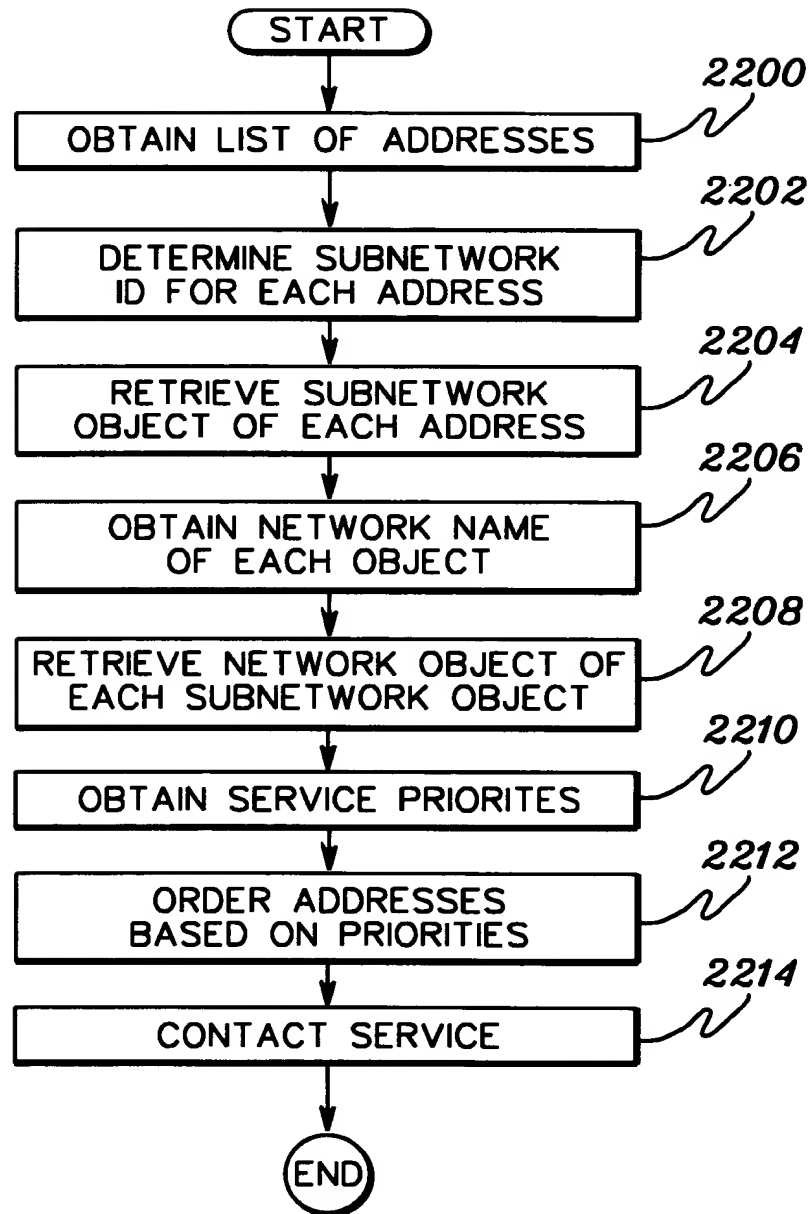 START
2200
OBTAIN LIST OF ADDRESSES
2202
DETERMINE SUBNETWORK
ID FOR EACH ADDRESS
2204
RETRIEVE SUBNETWORK
OBJECT OF EACH ADDRESS
2206
OBTAIN NETWORK NAME
OF EACH OBJECT
2208
RETRIEVE NETWORK OBJECT OF
EACH SUBNETWORK OBJECT
2210
OBTAIN SERVICE PRIORITES
2212
ORDER ADDRESSES
BASED ON PRIORITIES
2214
CONTACT SERVICE
END